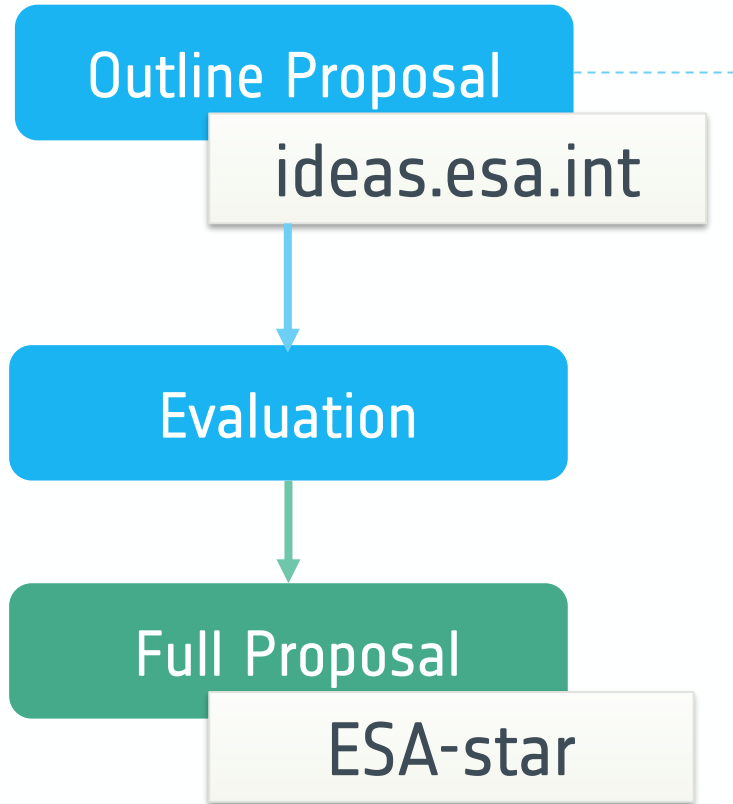 Outline Proposal
ideas.esa.int
Evaluation
Full Proposal
ESA-star